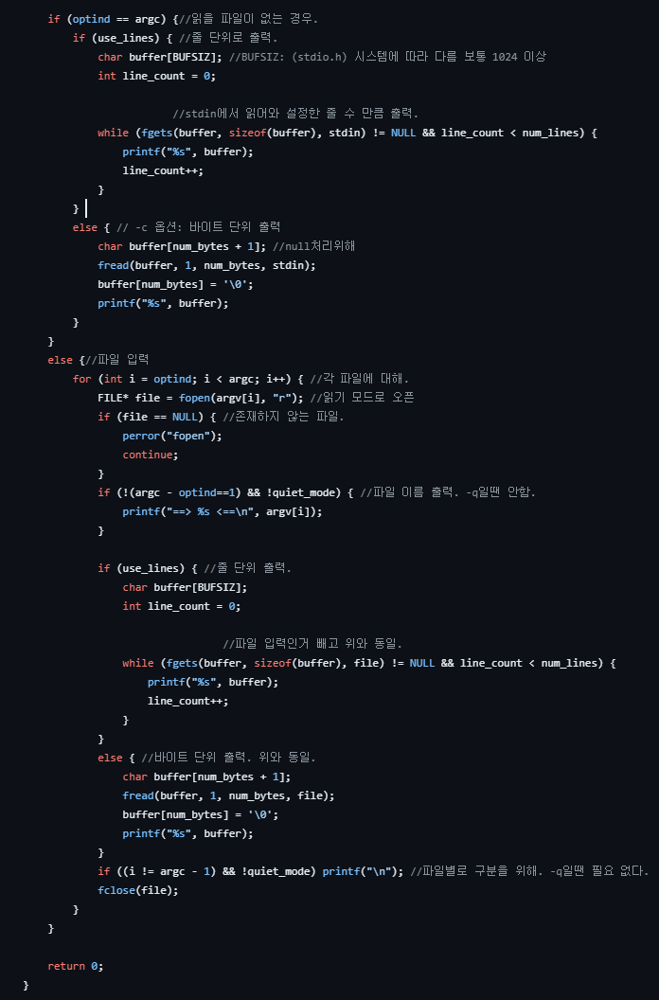 if (optind == argc) {//읽을 파일이 없는 경우.
if (use_lines) { //줄 단위로 출력.
char buffer[BUFSIZ]; //BUFSIZ: (stdio.h) 시스템에 따라 다름 보통 1024 이상
int line_count = 0;
//stdin에서 읽어와 설정한 줄 수 만큼 출력.
while (fgets(buffer, sizeof(buffer), stdin) != NULL && line_count < num_lines) {
printf("%s", buffer);
line_count++;
}
}
else { // -c 옵션: 바이트 단위 출력
char buffer[num_bytes + 1]; //null처리위해
fread(buffer, 1, num_bytes, stdin);
buffer[num_bytes] = '\0';
printf("%s", buffer);
}
}
else {//파일 입력
for (int i = optind; i < argc; i++) { //각 파일에 대해.
FILE* file = fopen(argv[i], "r"); //읽기 모드로 오픈
if (file == NULL) { //존재하지 않는 파일.
perror("fopen");
continue;
}
if (!(argc - optind==1) && !quiet_mode) { //파일 이름 출력. -q일땐 안함.
printf("==> %s <==\n", argv[i]);
}
if (use_lines) { //줄 단위 출력.
char buffer[BUFSIZ];
int line_count = 0;
//파일 입력인거 빼고 위와 동일.
while (fgets(buffer, sizeof(buffer), file) != NULL && line_count < num_lines) {
printf("%s", buffer);
line_count++;
}
}
else { //바이트 단위 출력. 위와 동일.
char buffer[num_bytes + 1];
fread(buffer, 1, num_bytes, file);
buffer[num_bytes] = '\0';
printf("%s", buffer);
}
if ((i != argc - 1) && !quiet_mode) printf("\n"); //파일별로 구분을 위해. -q일땐 필요 없다.
fclose(file);
}
}
return 0;
}